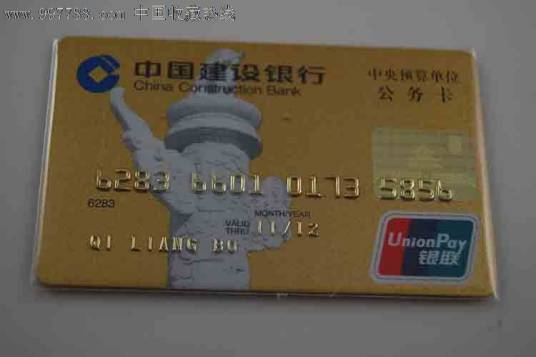 www.997788.com 中国收藏热线
中国建设银行
China Construction Bank
中央预算单位
公务卡
6283 6601 0173 5856
6283
MONTH/YEAR
VALID THRU 11/12
QI LIANG BO
UnionPay
银联